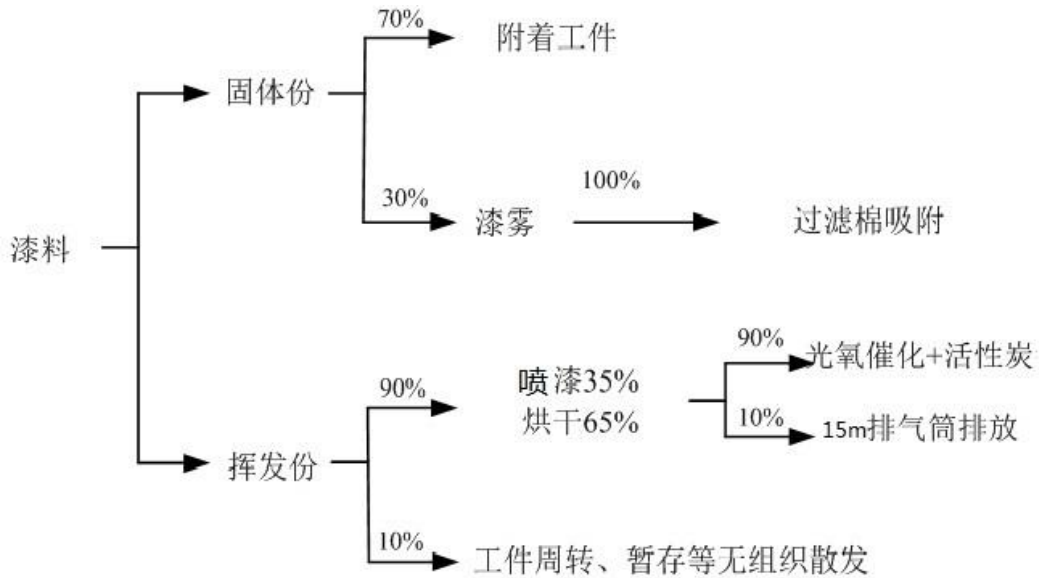 70%
附着工件
固体份
30%
漆雾
100%
过滤棉吸附
漆料
90%
喷漆35%
烘干65%
90%
光氧催化+活性炭
10%
15m排气筒排放
挥发份
10%
工件周转、暂存等无组织散发